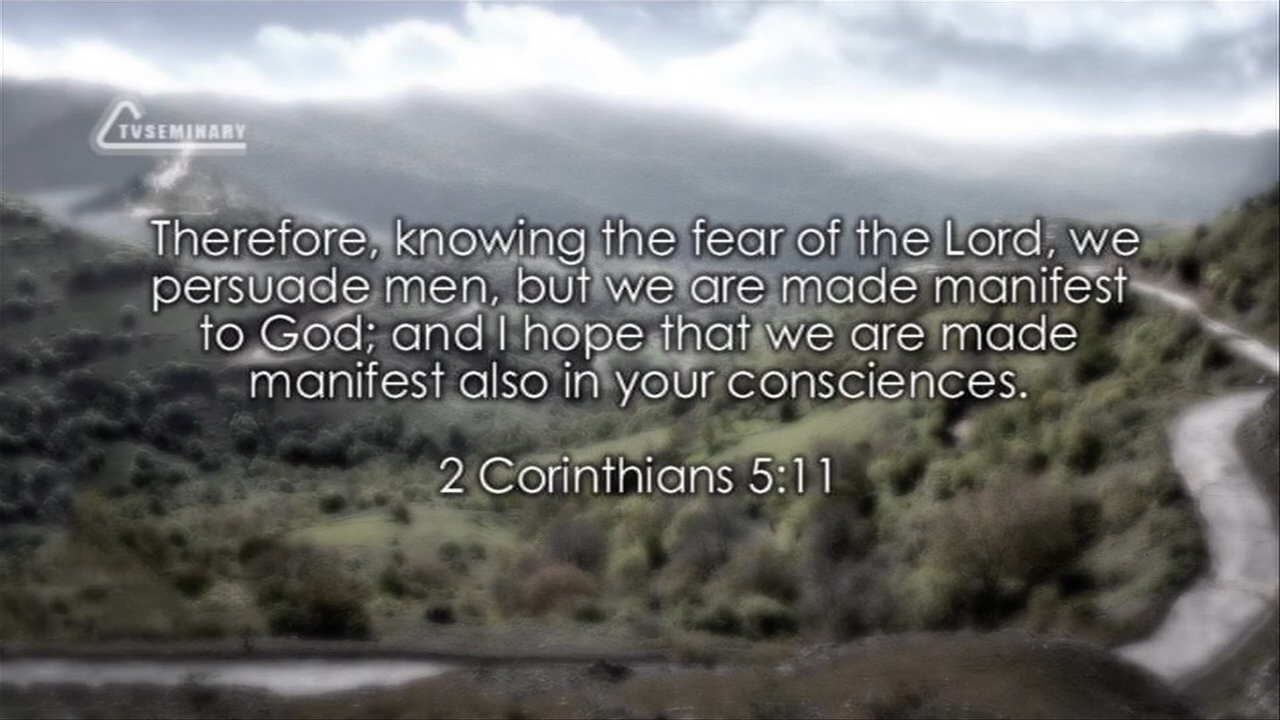 TVSEMINARY
Therefore, knowing the fear of the Lord, we
persuade men, but we are made manifest
to God; and I hope that we are made
manifest also in your consciences.
2 Corinthians 5:11